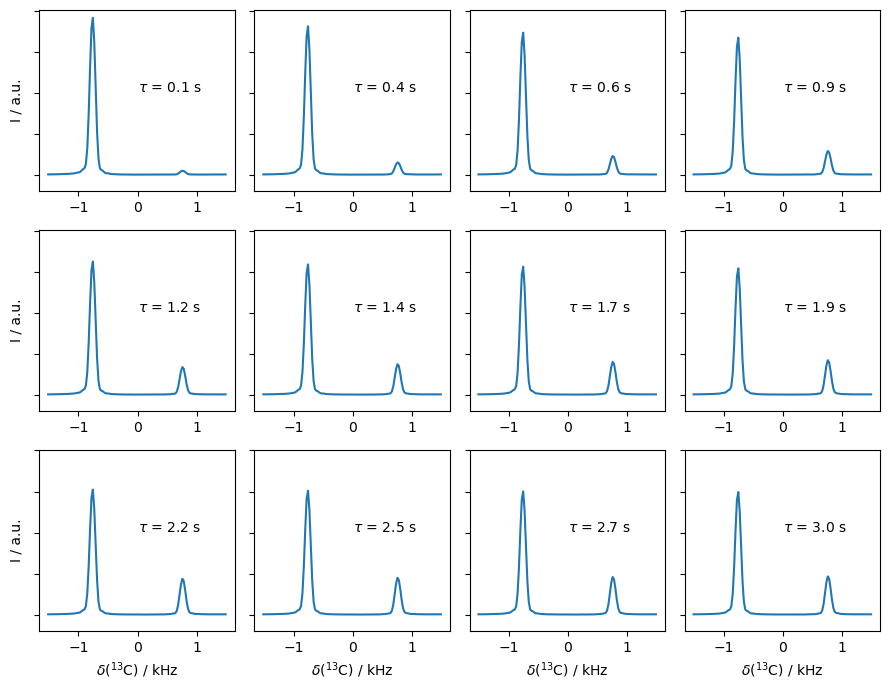 I / a.u.
τ = 0.1 s
τ = 0.4 s
τ = 0.6 s
τ = 0.9 s
−1 0 1 −1 0 1 −1 0 1 −1 0 1
I / a.u.
τ = 1.2 s
τ = 1.4 s
τ = 1.7 s
τ = 1.9 s
−1 0 1 −1 0 1 −1 0 1 −1 0 1
I / a.u.
τ = 2.2 s
τ = 2.5 s
τ = 2.7 s
τ = 3.0 s
−1 0 1 −1 0 1 −1 0 1 −1 0 1
δ(¹³C) / kHz
δ(¹³C) / kHz
δ(¹³C) / kHz
δ(¹³C) / kHz